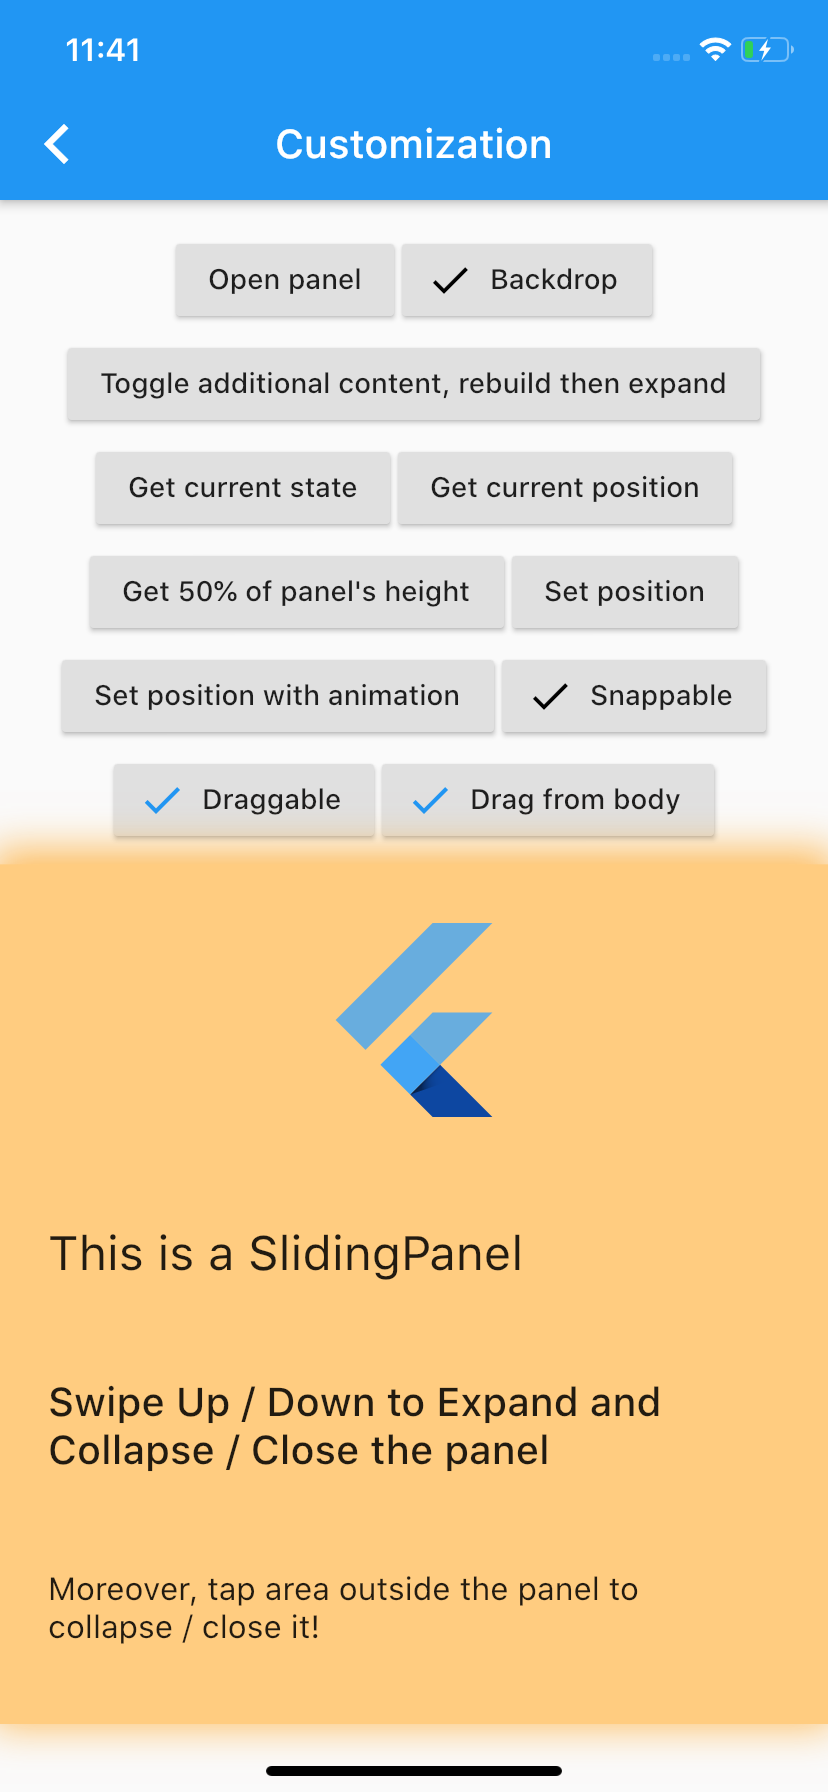 11:41
Customization
Open panel
Backdrop
Toggle additional content, rebuild then expand
Get current state
Get current position
Get 50% of panel's height
Set position
Set position with animation
Snappable
Draggable
Drag from body
This is a SlidingPanel
Swipe Up / Down to Expand and
Collapse / Close the panel
Moreover, tap area outside the panel to
collapse / close it!